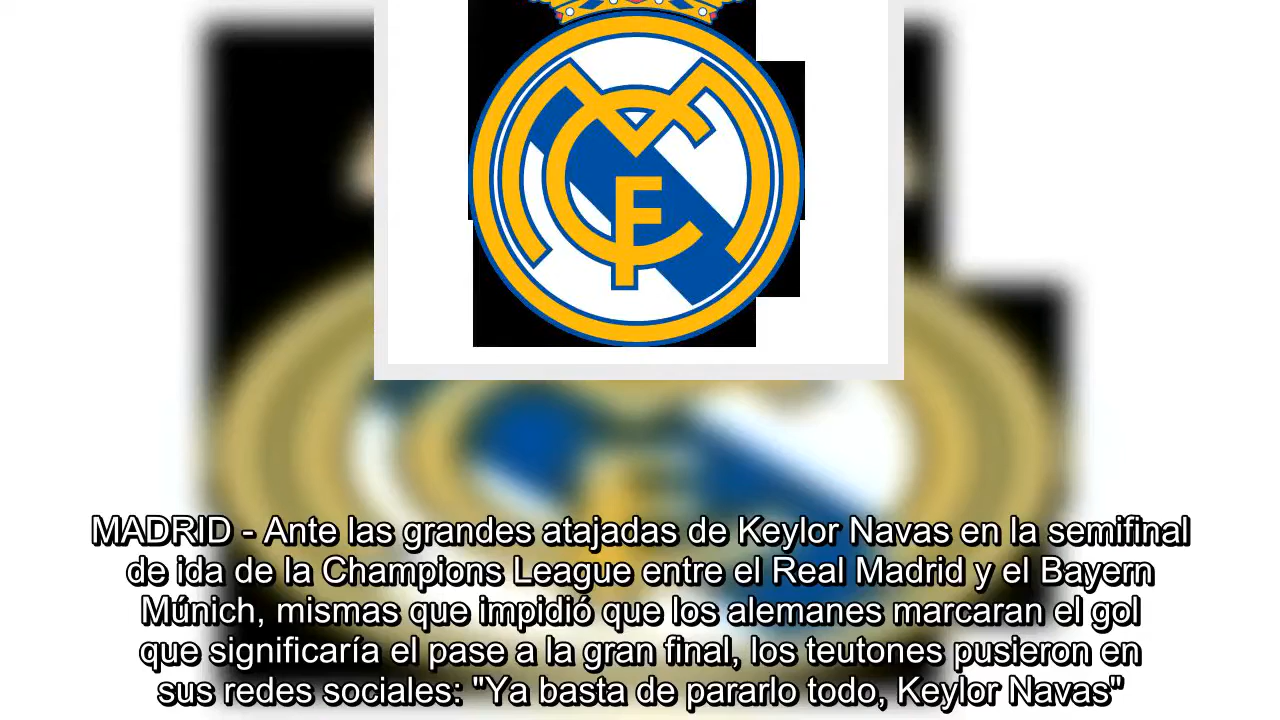 MADRID - Ante las grandes atajadas de Keylor Navas en la semifinal
de ida de la Champions League entre el Real Madrid y el Bayern
Múnich, mismas que impidió que los alemanes marcaran el gol
que significaría el pase a la gran final, los teutones pusieron en
sus redes sociales: "Ya basta de pararlo todo, Keylor Navas"